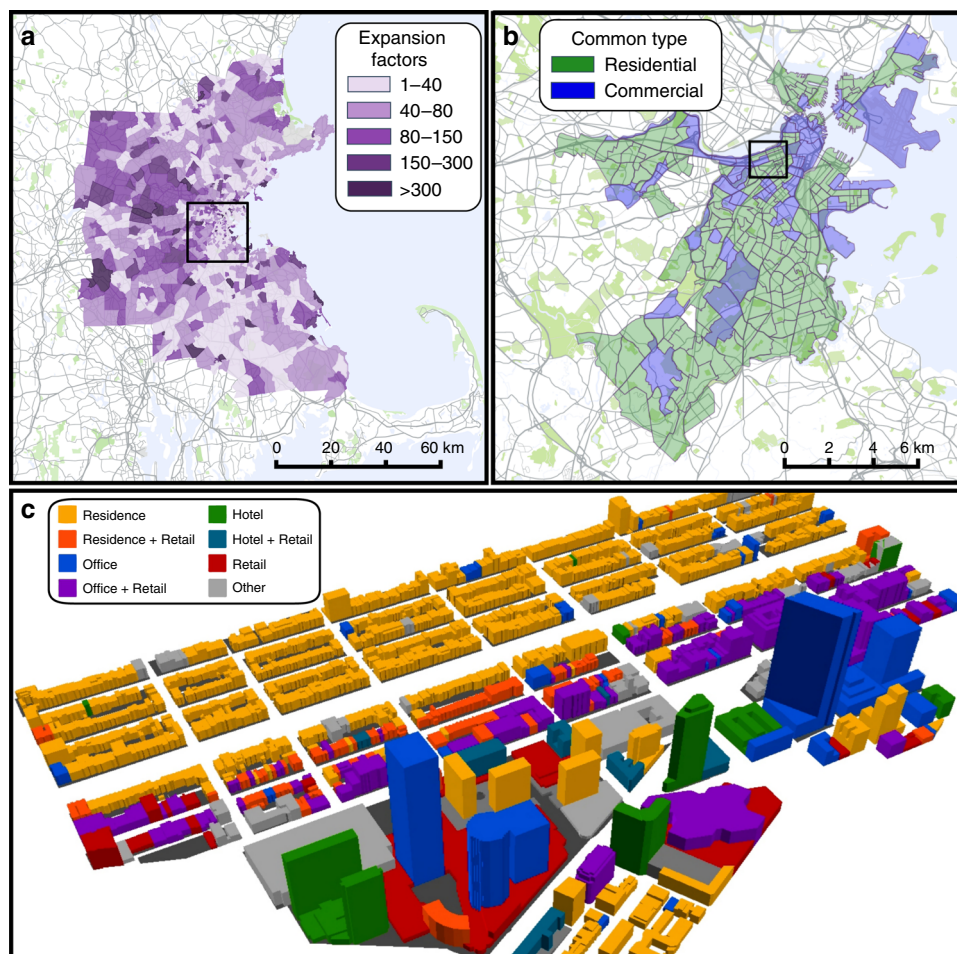 a
Expansion
factors
1–40
40–80
80–150
150–300
>300
0 20 40 60 km
b
Common type
Residential
Commercial
0 2 4 6 km
c
Residence
Residence + Retail
Office
Office + Retail
Hotel
Hotel + Retail
Retail
Other